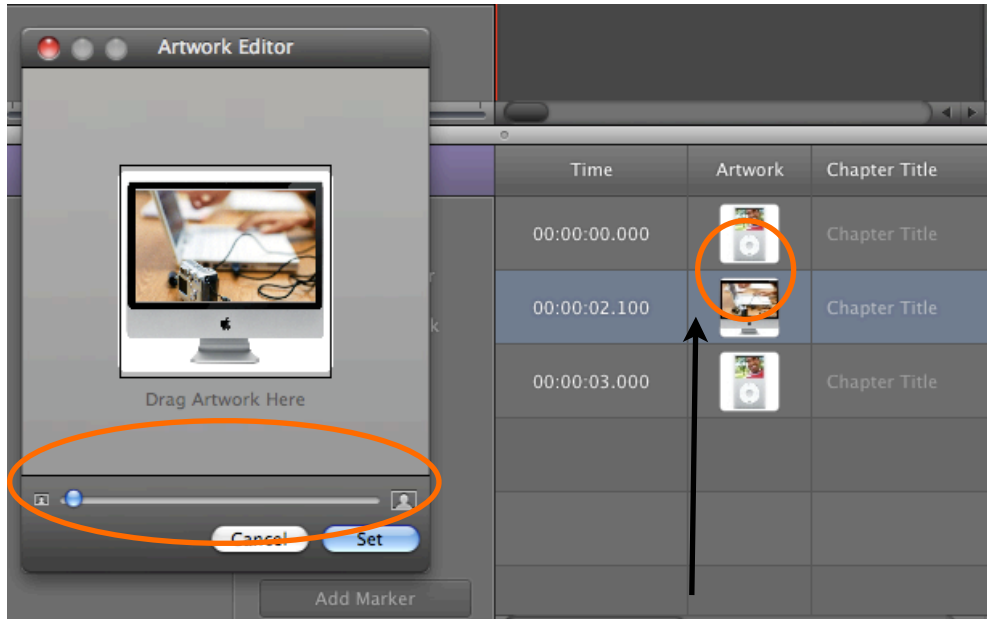 Artwork Editor
Drag Artwork Here
Cancel
Set
Add Marker
Time
Artwork
Chapter Title
00:00:00.000
Chapter Title
00:00:02.100
Chapter Title
00:00:03.000
Chapter Title